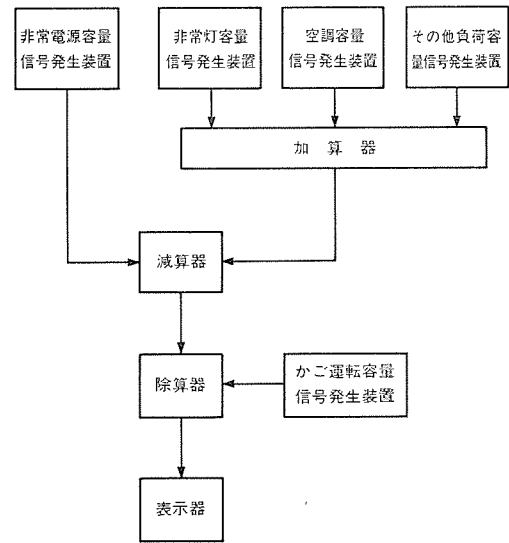 非常電源容量
信号発生装置
非常灯容量
信号発生装置
空調容量
信号発生装置
その他負荷容
量信号発生装置
加算器
減算器
除算器
かご運転容量
信号発生装置
表示器